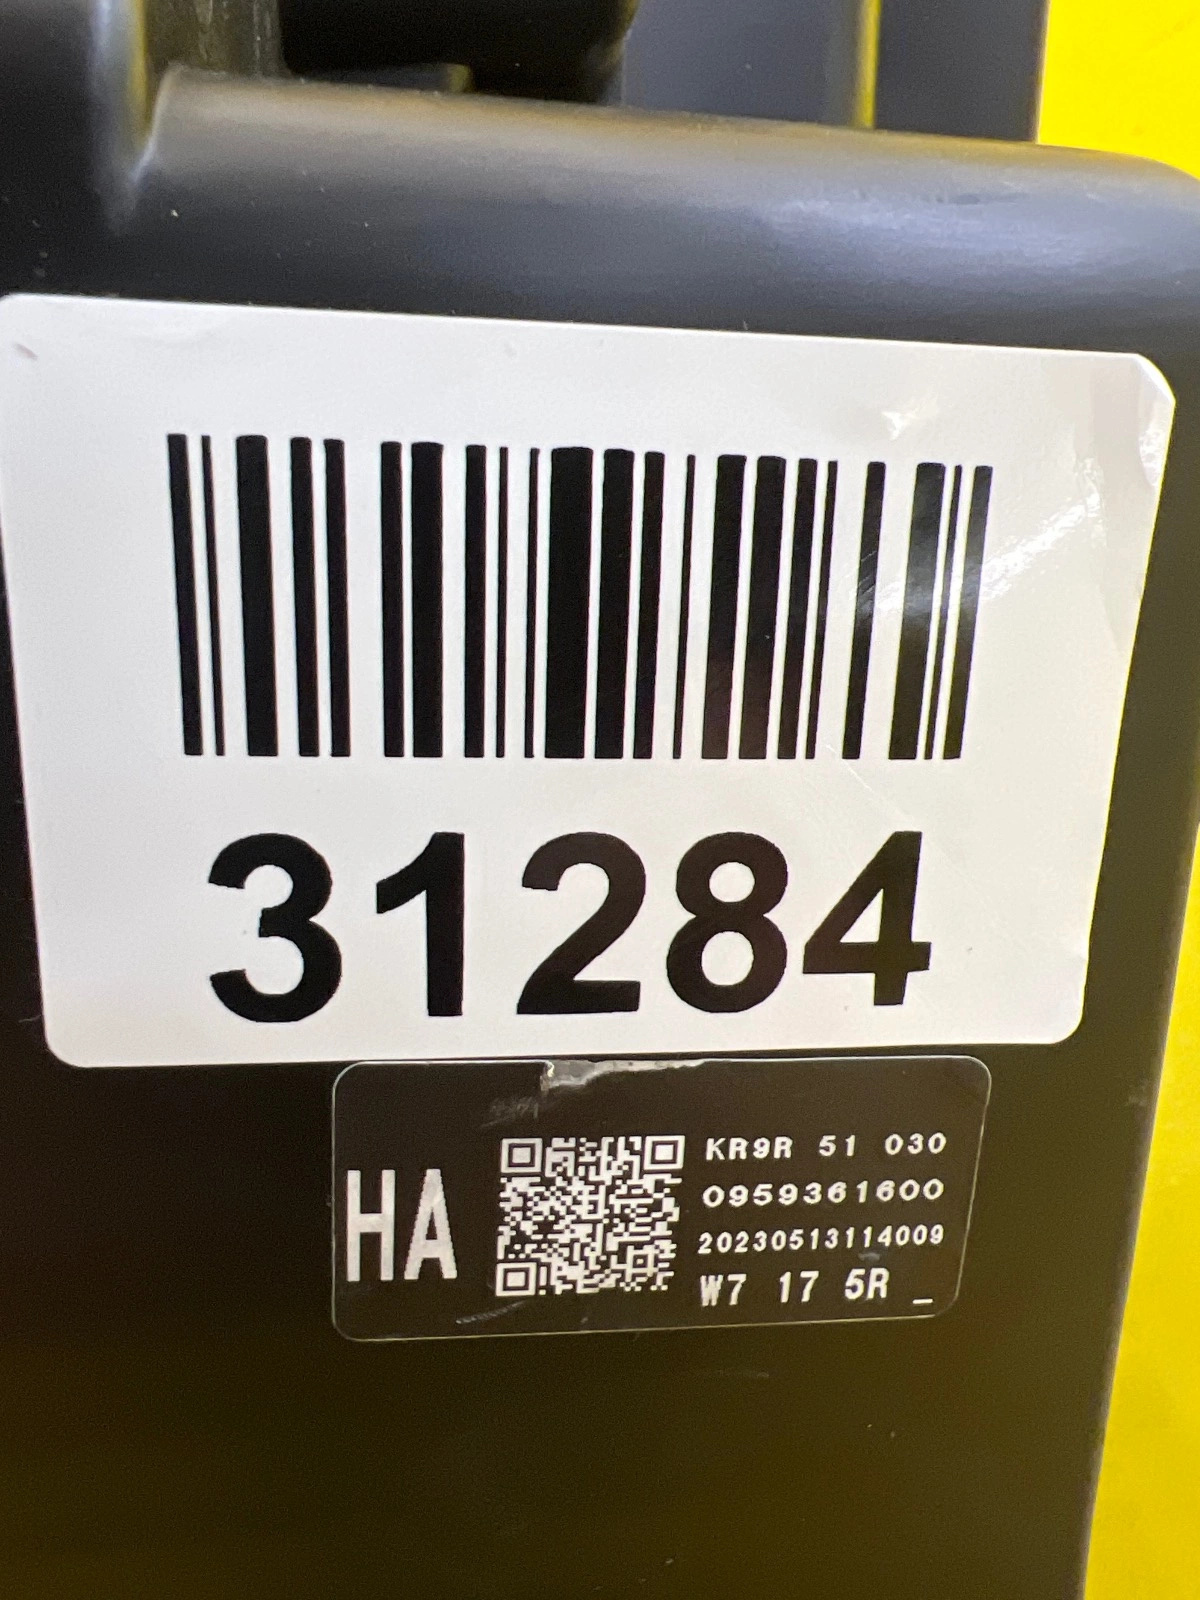 31284
HA
KR9R 51 030
0959361600
20230513114009
W7 17 5R _